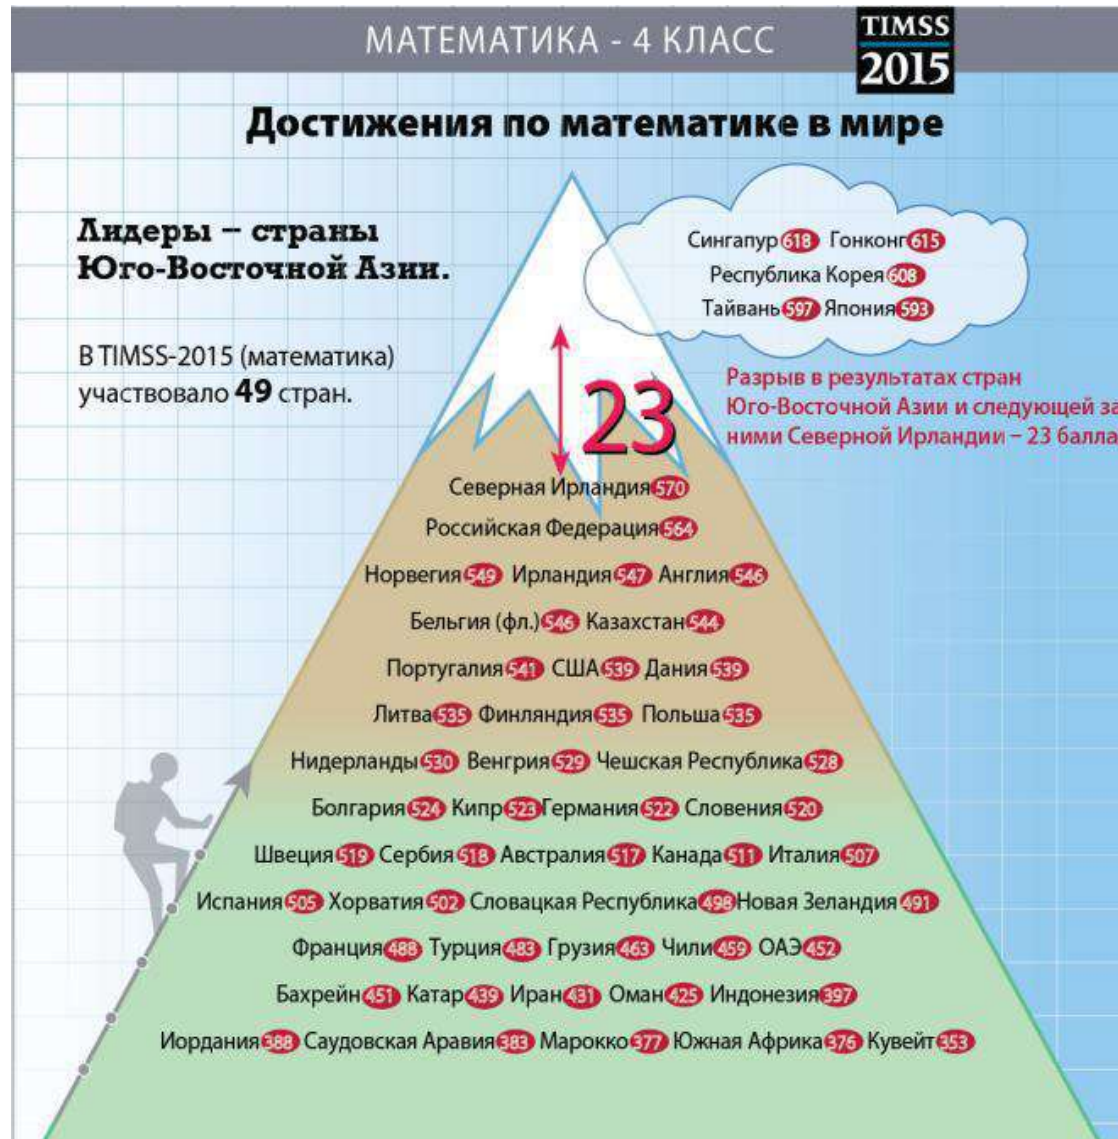 МАТЕМАТИКА - 4 КЛАСС
TIMSS
2015
Достижения по математике в мире
Лидеры – страны
Юго-Восточной Азии.
В TIMSS-2015 (математика)
участвовало 49 стран.
Сингапур 618 Гонконг 615
Республика Корея 608
Тайвань 597 Япония 593
23
Разрыв в результатах стран
Юго-Восточной Азии и следующей за
ними Северной Ирландии – 23 балла
Северная Ирландия 570
Российская Федерация 564
Норвегия 549 Ирландия 547 Англия 546
Бельгия (фл.) 546 Казахстан 544
Португалия 541 США 539 Дания 539
Литва 535 Финляндия 535 Польша 535
Нидерланды 530 Венгрия 529 Чешская Республика 528
Болгария 524 Кипр 523 Германия 522 Словения 520
Швеция 519 Сербия 518 Австралия 517 Канада 511 Италия 507
Испания 505 Хорватия 502 Словацкая Республика 498 Новая Зеландия 491
Франция 488 Турция 483 Грузия 463 Чили 459 ОАЭ 452
Бахрейн 451 Катар 439 Иран 431 Оман 425 Индонезия 397
Иордания 388 Саудовская Аравия 383 Марокко 377 Южная Африка 376 Кувейт 353